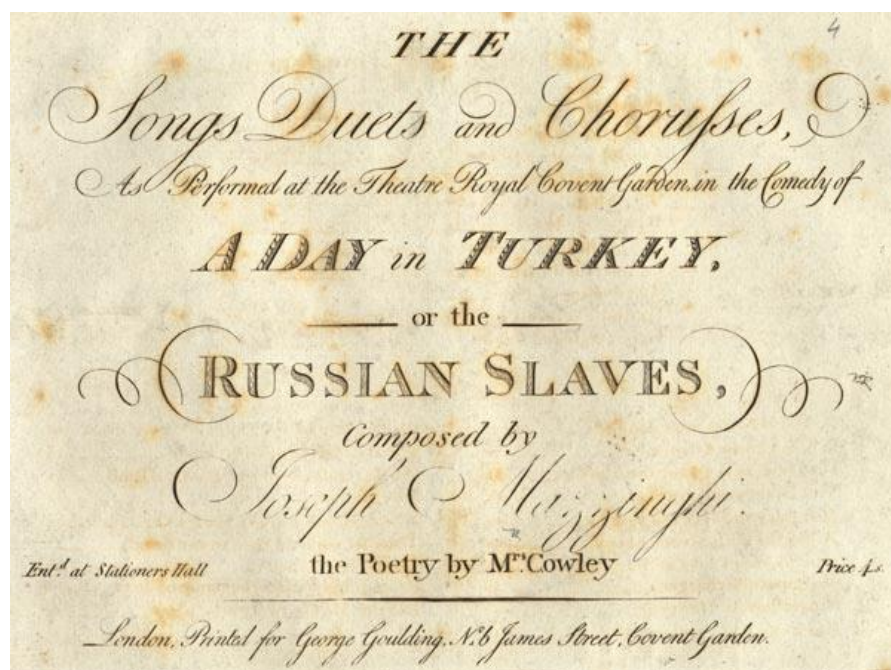 4
THE
Songs Duets and Chorusses,
As Performed at the Theatre Royal Covent Garden, in the Comedy of
A DAY in TURKEY,
or the
RUSSIAN SLAVES,
Composed by
Joseph Mazzinghi.
Ent.d at Stationers Hall the Poetry by Mrs. Cowley Price 4s.
London, Printed for George Goulding, No. 6 James Street, Covent Garden.